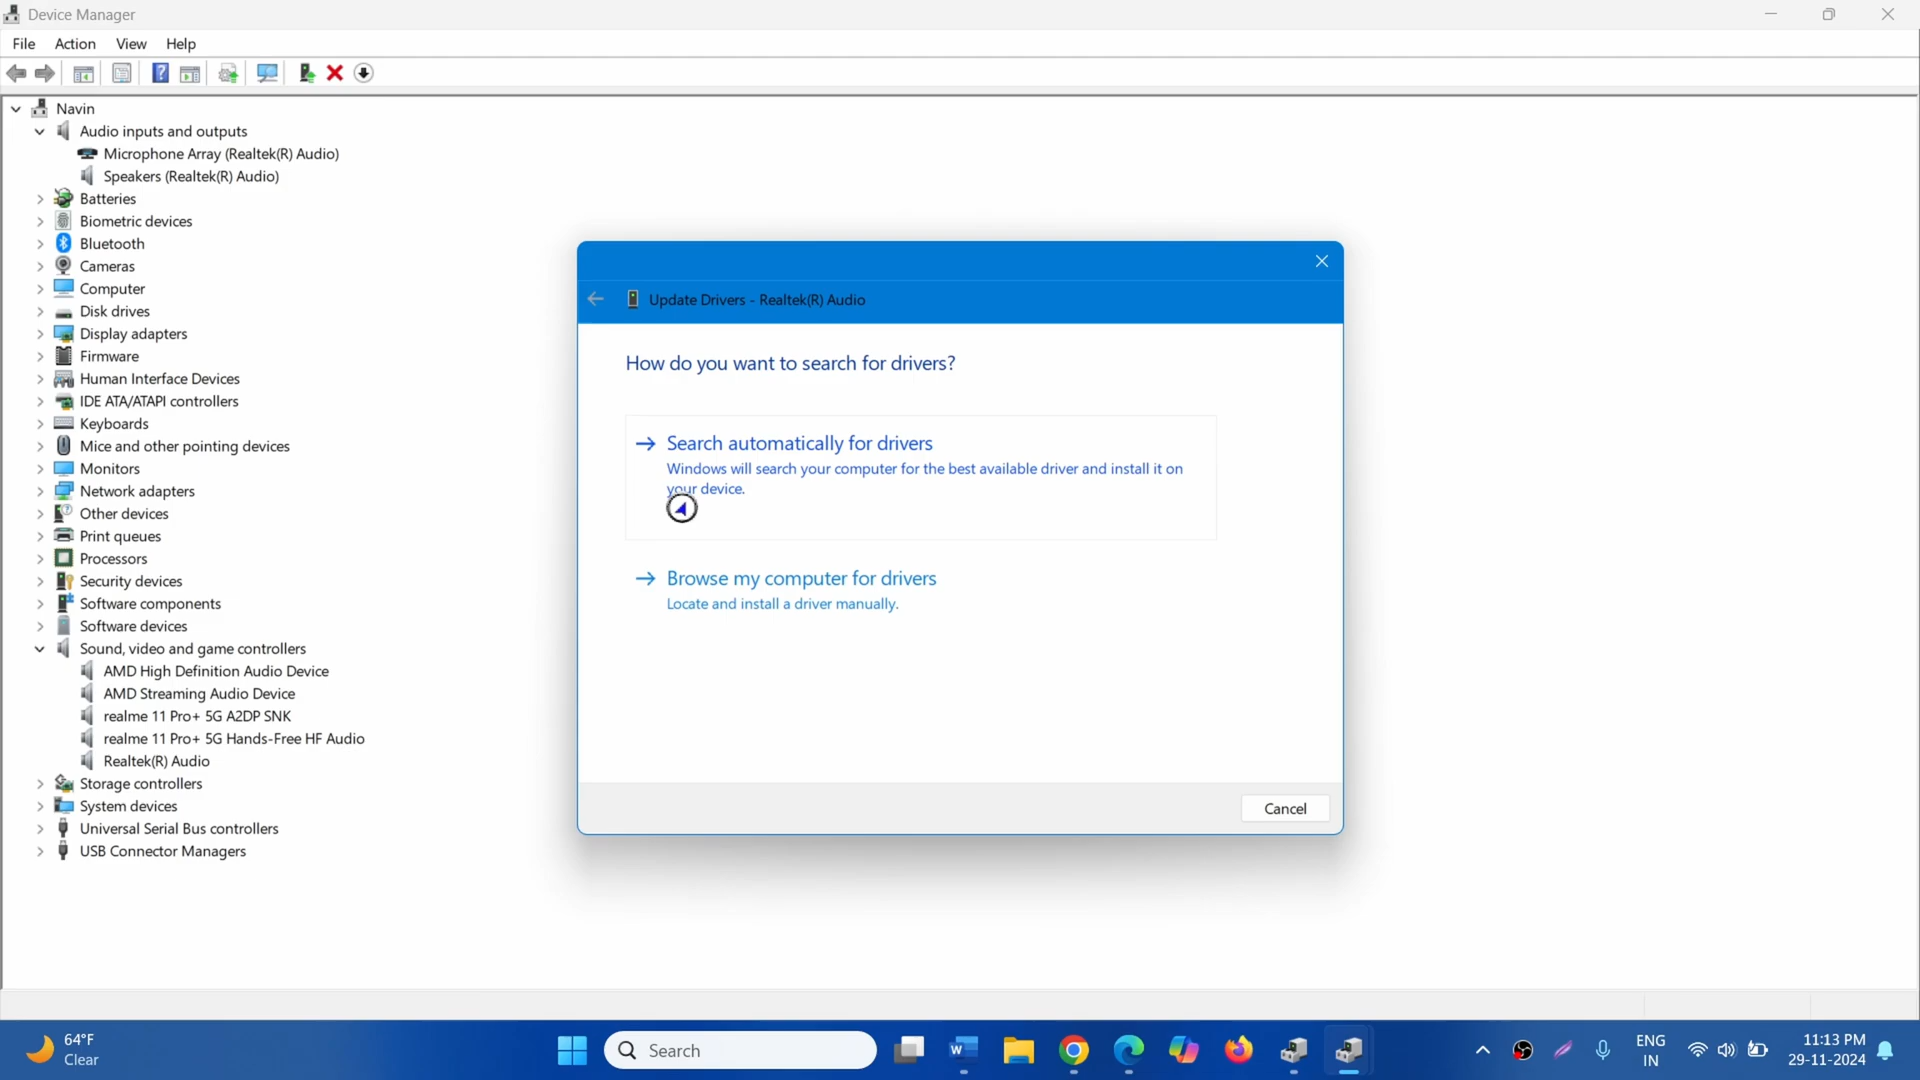 Device Manager
File Action View Help
Navin
Audio inputs and outputs
Microphone Array (Realtek(R) Audio)
Speakers (Realtek(R) Audio)
Batteries
Biometric devices
Bluetooth
Cameras
Computer
Disk drives
Display adapters
Firmware
Human Interface Devices
IDE ATA/ATAPI controllers
Keyboards
Mice and other pointing devices
Monitors
Network adapters
Other devices
Print queues
Processors
Security devices
Software components
Software devices
Sound, video and game controllers
AMD High Definition Audio Device
AMD Streaming Audio Device
realme 11 Pro+ 5G A2DP SNK
realme 11 Pro+ 5G Hands-Free HF Audio
Realtek(R) Audio
Storage controllers
System devices
Universal Serial Bus controllers
USB Connector Managers
Update Drivers - Realtek(R) Audio
How do you want to search for drivers?
Search automatically for drivers
Windows will search your computer for the best available driver and install it on
your device.
Browse my computer for drivers
Locate and install a driver manually.
Cancel
64°F
Clear
Search
ENG
IN
11:13 PM
29-11-2024